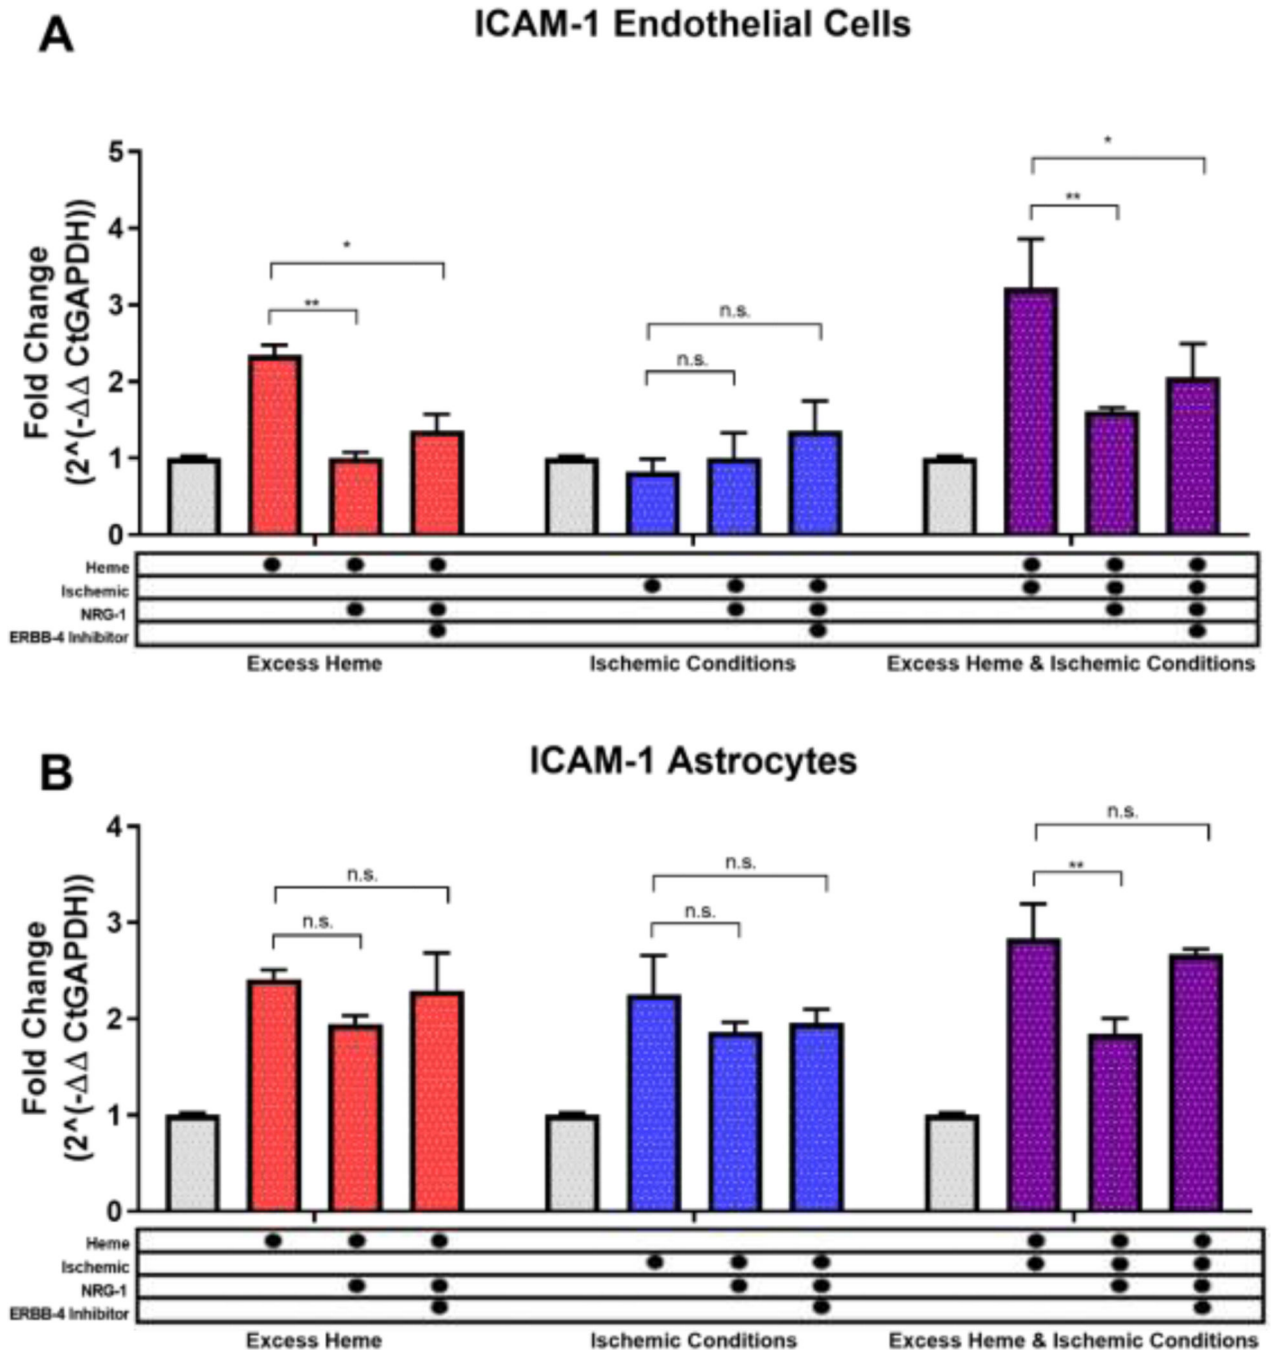 A
ICAM-1 Endothelial Cells
Fold Change
(2^(-ΔΔ CtGAPDH))
5
4
3
2
1
0
*
**
n.s.
n.s.
*
**
Heme
Ischemic
NRG-1
ERBB-4 Inhibitor
Excess Heme
Ischemic Conditions
Excess Heme & Ischemic Conditions
B
ICAM-1 Astrocytes
Fold Change
(2^(-ΔΔ CtGAPDH))
4
3
2
1
0
n.s.
n.s.
n.s.
n.s.
n.s.
**
Heme
Ischemic
NRG-1
ERBB-4 Inhibitor
Excess Heme
Ischemic Conditions
Excess Heme & Ischemic Conditions